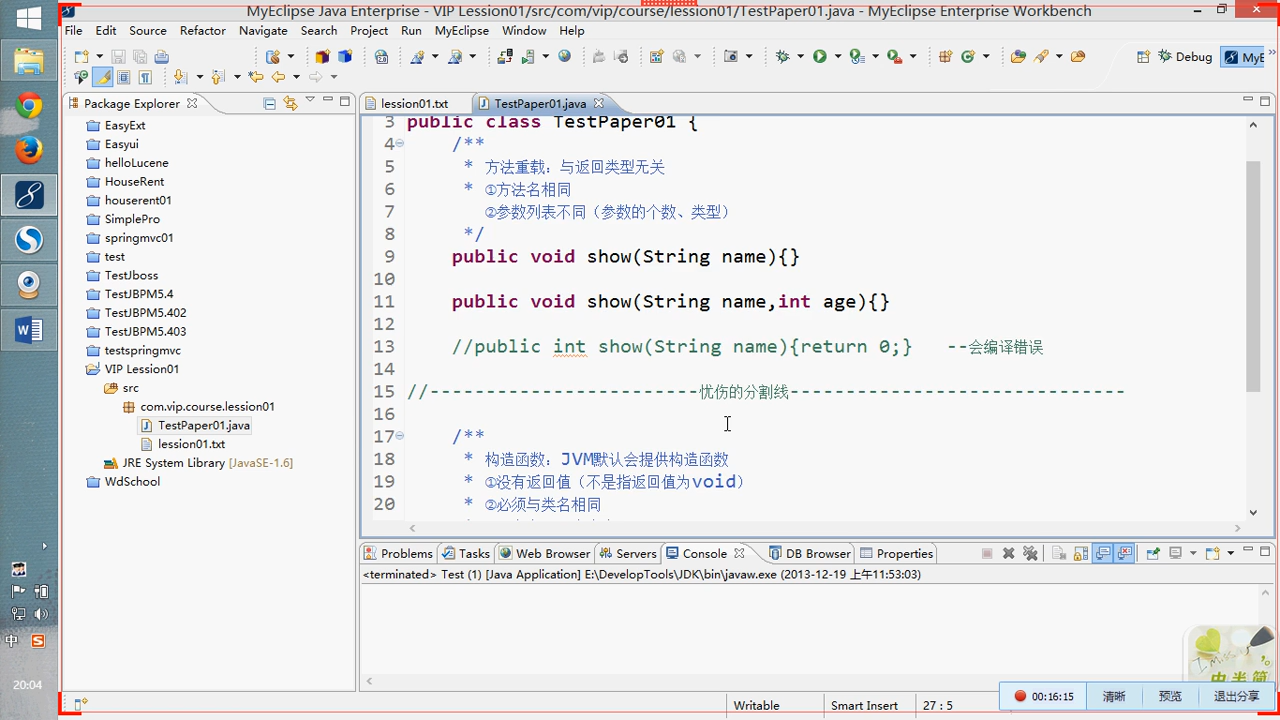 MyEclipse Java Enterprise - VIP Lession01/src/com/vip/course/lession01/TestPaper01.java - MyEclipse Enterprise Workbench
File Edit Source Refactor Navigate Search Project Run MyEclipse Window Help
Debug MyE
Package Explorer
lession01.txt TestPaper01.java
EasyExt
Easyui
helloLucene
HouseRent
houserent01
SimplePro
springmvc01
test
TestJboss
TestJBPM5.4
TestJBPM5.402
TestJBPM5.403
testspringmvc
VIP Lession01
src
com.vip.course.lession01
TestPaper01.java
lession01.txt
JRE System Library [JavaSE-1.6]
WdSchool
3 public class TestPaper01 {
4 /**
5 * 方法重载：与返回类型无关
6 * ①方法名相同
7 ②参数列表不同（参数的个数、类型）
8 */
9 public void show(String name){}
10
11 public void show(String name,int age){}
12
13 //public int show(String name){return 0;} --会编译错误
14
15 //------------------------忧伤的分割线------------------------------
16
17 /**
18 * 构造函数：JVM默认会提供构造函数
19 * ①没有返回值（不是指返回值为void）
20 * ②必须与类名相同
Problems Tasks Web Browser Servers Console DB Browser Properties
<terminated> Test (1) [Java Application] E:\DevelopTools\JDK\bin\javaw.exe (2013-12-19 上午11:53:03)
Writable Smart Insert 27 : 5
中
20:04
中 半 简
00:16:15 清晰 预览 退出分享